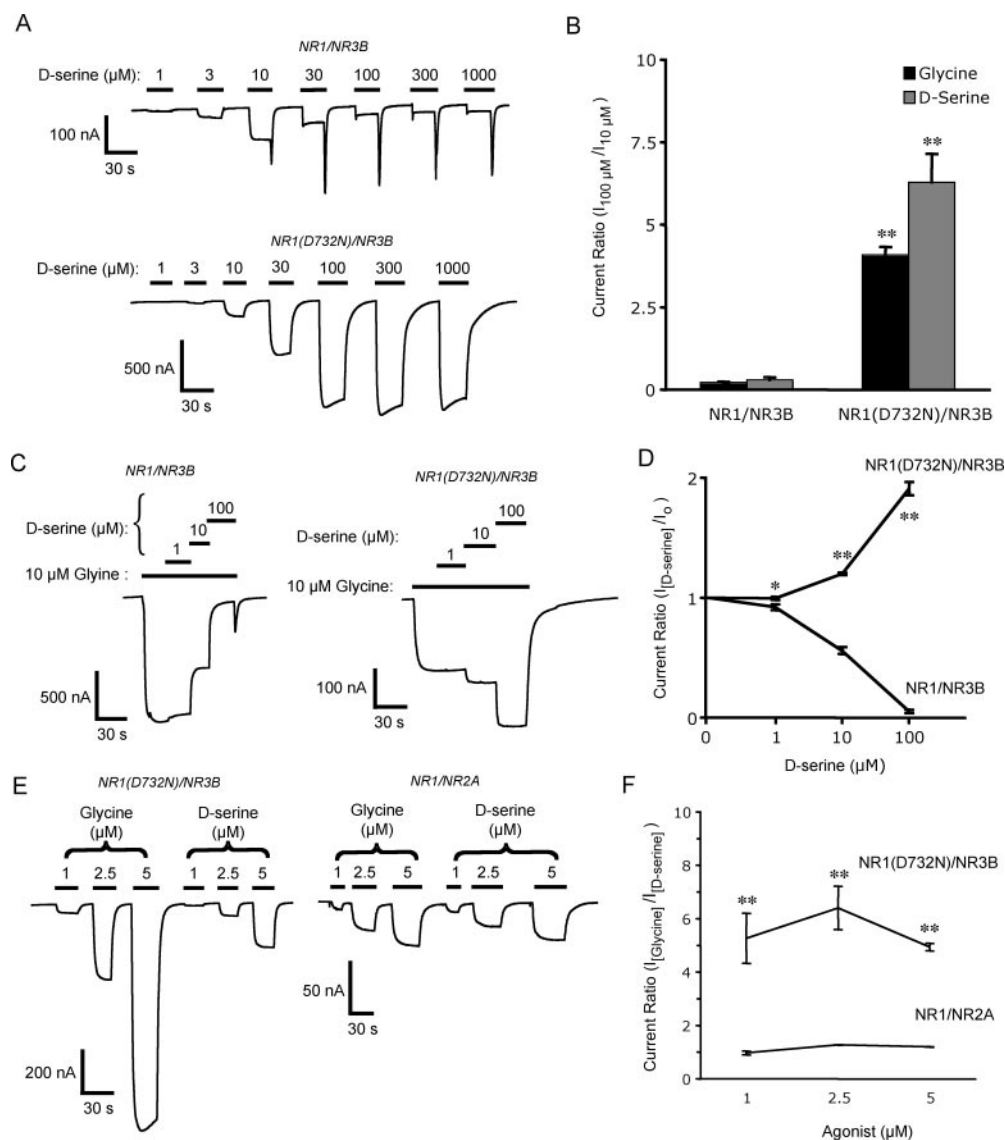 A
NR1/NR3B
D-serine (µM): 1 3 10 30 100 300 1000
100 nA
30 s
NR1(D732N)/NR3B
D-serine (µM): 1 3 10 30 100 300 1000
500 nA
30 s
B
Current Ratio (I100 µM/I10 µM)
10
7.5
5
2.5
0
Glycine
D-Serine
**
**
NR1/NR3B
NR1(D732N)/NR3B
C
NR1/NR3B
D-serine (µM):
100
10
1
10 µM Glyine :
500 nA
30 s
NR1(D732N)/NR3B
D-serine (µM):
100
10
1
10 µM Glycine:
100 nA
30 s
D
Current Ratio (I[D-serine]/Io)
2
1
0
NR1(D732N)/NR3B
*
**
**
NR1/NR3B
0 1 10 100
D-serine (µM)
E
NR1(D732N)/NR3B
Glycine
(µM)
D-serine
(µM)
1 2.5 5 1 2.5 5
200 nA
30 s
NR1/NR2A
Glycine
(µM)
D-serine
(µM)
1 2.5 5 1 2.5 5
50 nA
30 s
F
Current Ratio (I[Glycine]/I[D-serine])
10
8
6
4
2
0
NR1(D732N)/NR3B
**
**
**
NR1/NR2A
1 2.5 5
Agonist (µM)